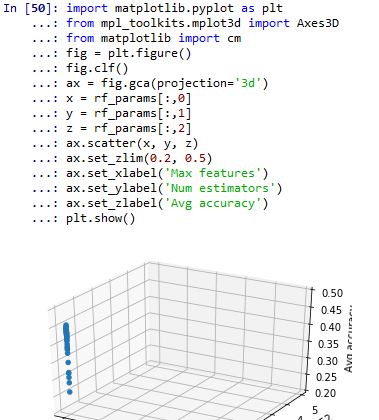 In [50]: import matplotlib.pyplot as plt
    ...: from mpl_toolkits.mplot3d import Axes3D
    ...: from matplotlib import cm
    ...: fig = plt.figure()
    ...: fig.clf()
    ...: ax = fig.gca(projection='3d')
    ...: x = rf_params[:,0]
    ...: y = rf_params[:,1]
    ...: z = rf_params[:,2]
    ...: ax.scatter(x, y, z)
    ...: ax.set_zlim(0.2, 0.5)
    ...: ax.set_xlabel('Max features')
    ...: ax.set_ylabel('Num estimators')
    ...: ax.set_zlabel('Avg accuracy')
    ...: plt.show()
0.50
0.45
0.40
0.35
0.30
0.25
0.20
Avg accuracy
5